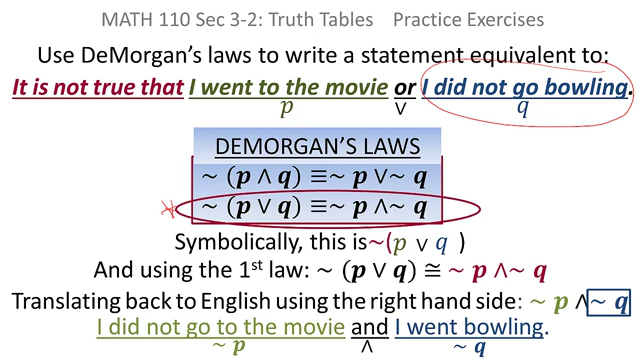 MATH 110 Sec 3-2: Truth Tables Practice Exercises
Use DeMorgan's laws to write a statement equivalent to:
It is not true that I went to the movie or I did not go bowling.
p ∨ q
DEMORGAN'S LAWS
~ (p ∧ q) ≡~ p ∨~ q
~ (p ∨ q) ≡~ p ∧~ q
Symbolically, this is~(p ∨ q )
And using the 1st law: ~ (p ∨ q) ≅ ~ p ∧~ q
Translating back to English using the right hand side: ~ p ∧~ q
I did not go to the movie and I went bowling.
~ p ∧ ~ q